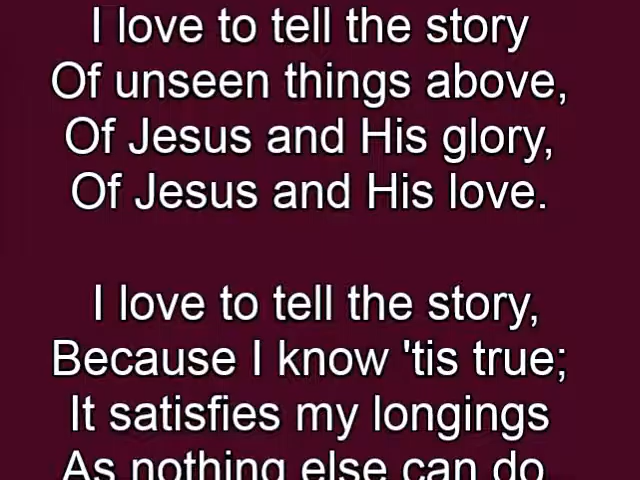 I love to tell the story
Of unseen things above,
Of Jesus and His glory,
Of Jesus and His love.
I love to tell the story,
Because I know 'tis true;
It satisfies my longings
As nothing else can do